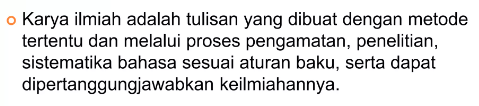 Karya ilmiah adalah tulisan yang dibuat dengan metode
tertentu dan melalui proses pengamatan, penelitian,
sistematika bahasa sesuai aturan baku, serta dapat
dipertanggungjawabkan keilmiahannya.